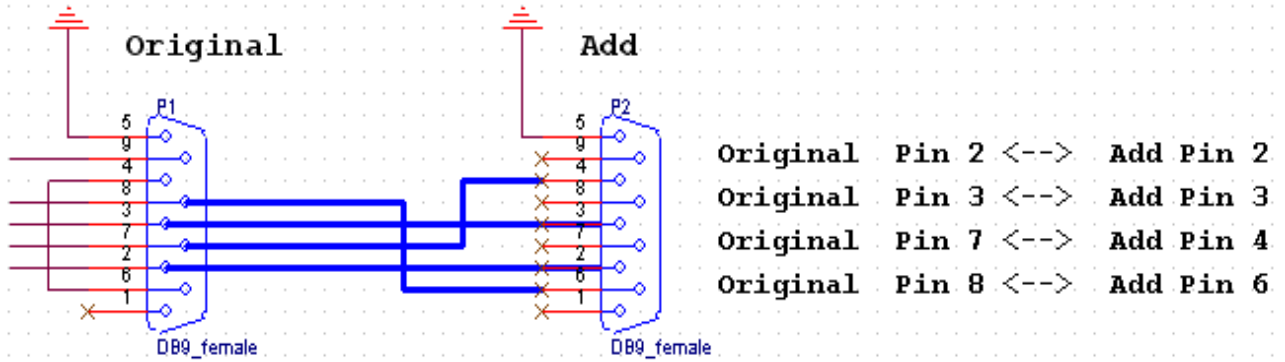 Original
Add
P1
5
9
4
8
3
7
2
6
1
DB9_female
P2
5
9
4
8
3
7
2
6
1
DB9_female
Original Pin 2 <--> Add Pin 2
Original Pin 3 <--> Add Pin 3
Original Pin 7 <--> Add Pin 4
Original Pin 8 <--> Add Pin 6